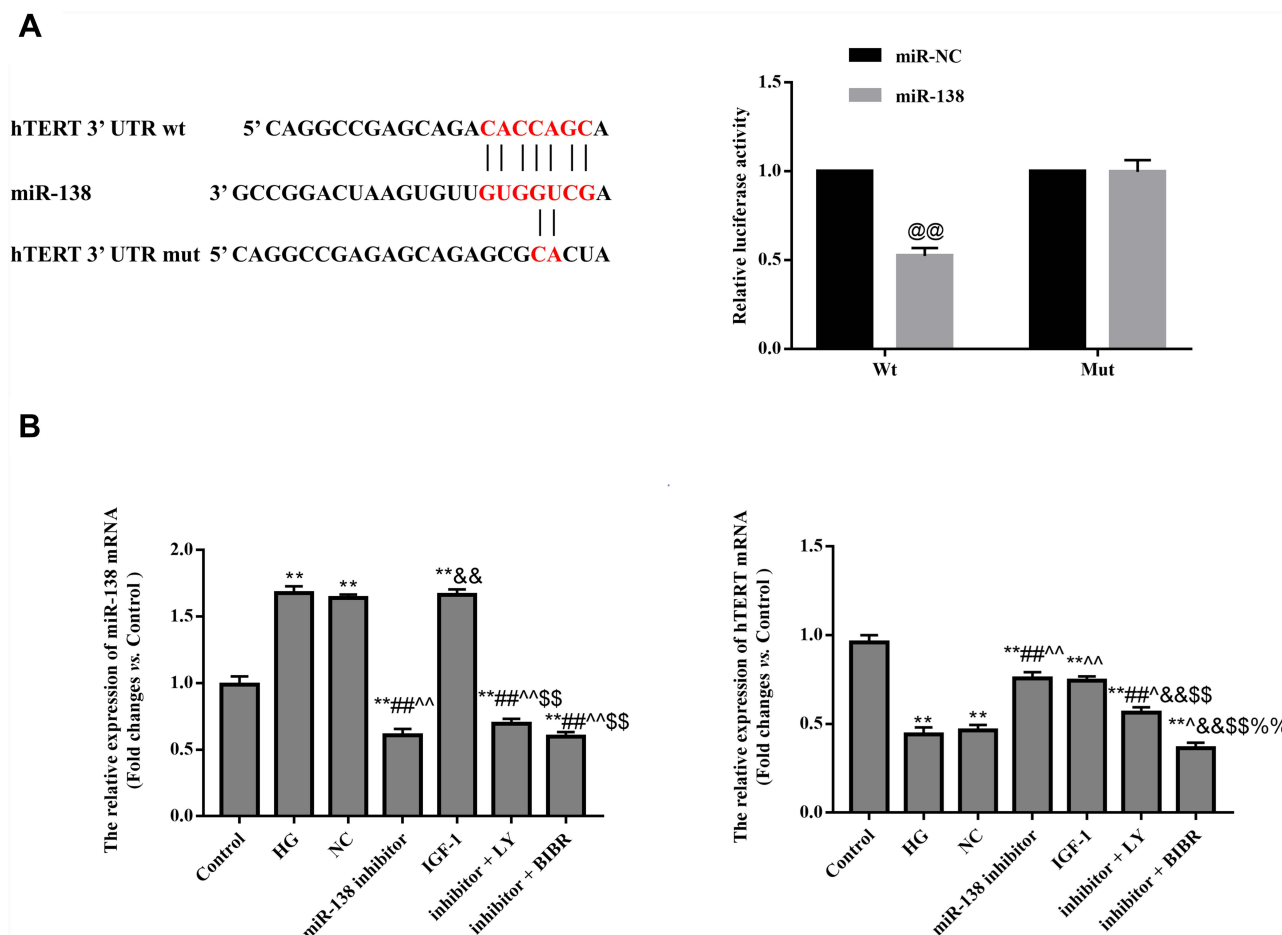 A
hTERT 3’ UTR wt 5’ CAGGCCGAGCAGACACCAGCA
miR-138 3’ GCCGGACUAAGUGUUGUGGUCGA
hTERT 3’ UTR mut 5’ CAGGCCGAGAGCAGAGCGCACUA
miR-NC
miR-138
Relative luciferase activity
1.5
1.0
0.5
0.0
@@
Wt Mut
B
The relative expression of miR-138 mRNA
(Fold changes vs. Control )
2.0
1.5
1.0
0.5
0.0
** ** **##^^ **&& **##^^$$ **##^^$$
Control HG NC miR-138 inhibitor IGF-1 inhibitor + LY inhibitor + BIBR
The relative expression of hTERT mRNA
(Fold changes vs. Control )
1.5
1.0
0.5
0.0
** ** **##^^ **^^ **##^&&$$ **^&&$$%%
Control HG NC miR-138 inhibitor IGF-1 inhibitor + LY inhibitor + BIBR